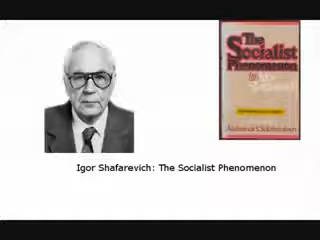 The
Socialist
Phenomenon
Igor Shafarevich: The Socialist Phenomenon